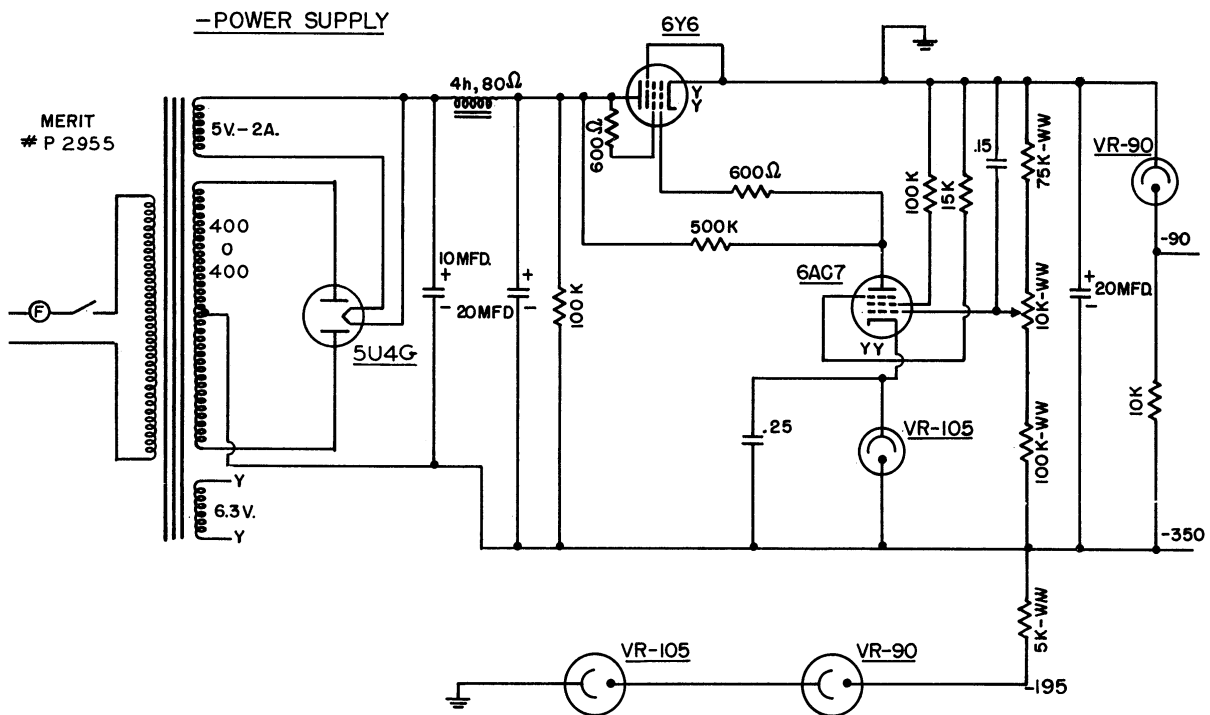 –POWER SUPPLY
6Y6
4h, 80Ω
MERIT
# P 2955
5V.–2A.
600Ω
Y
Y
VR-90
.15
75K-WW
600Ω
100K
15K
400
0
400
500K
-90
10MFD.
+
-
+
-
20MFD
100K
6AC7
10K-WW
+
-
20MFD.
F
5U4G
Y Y
10K
.25
VR-105
100K-WW
Y
6.3V.
Y
-350
5K-WW
VR-105
VR-90
-195